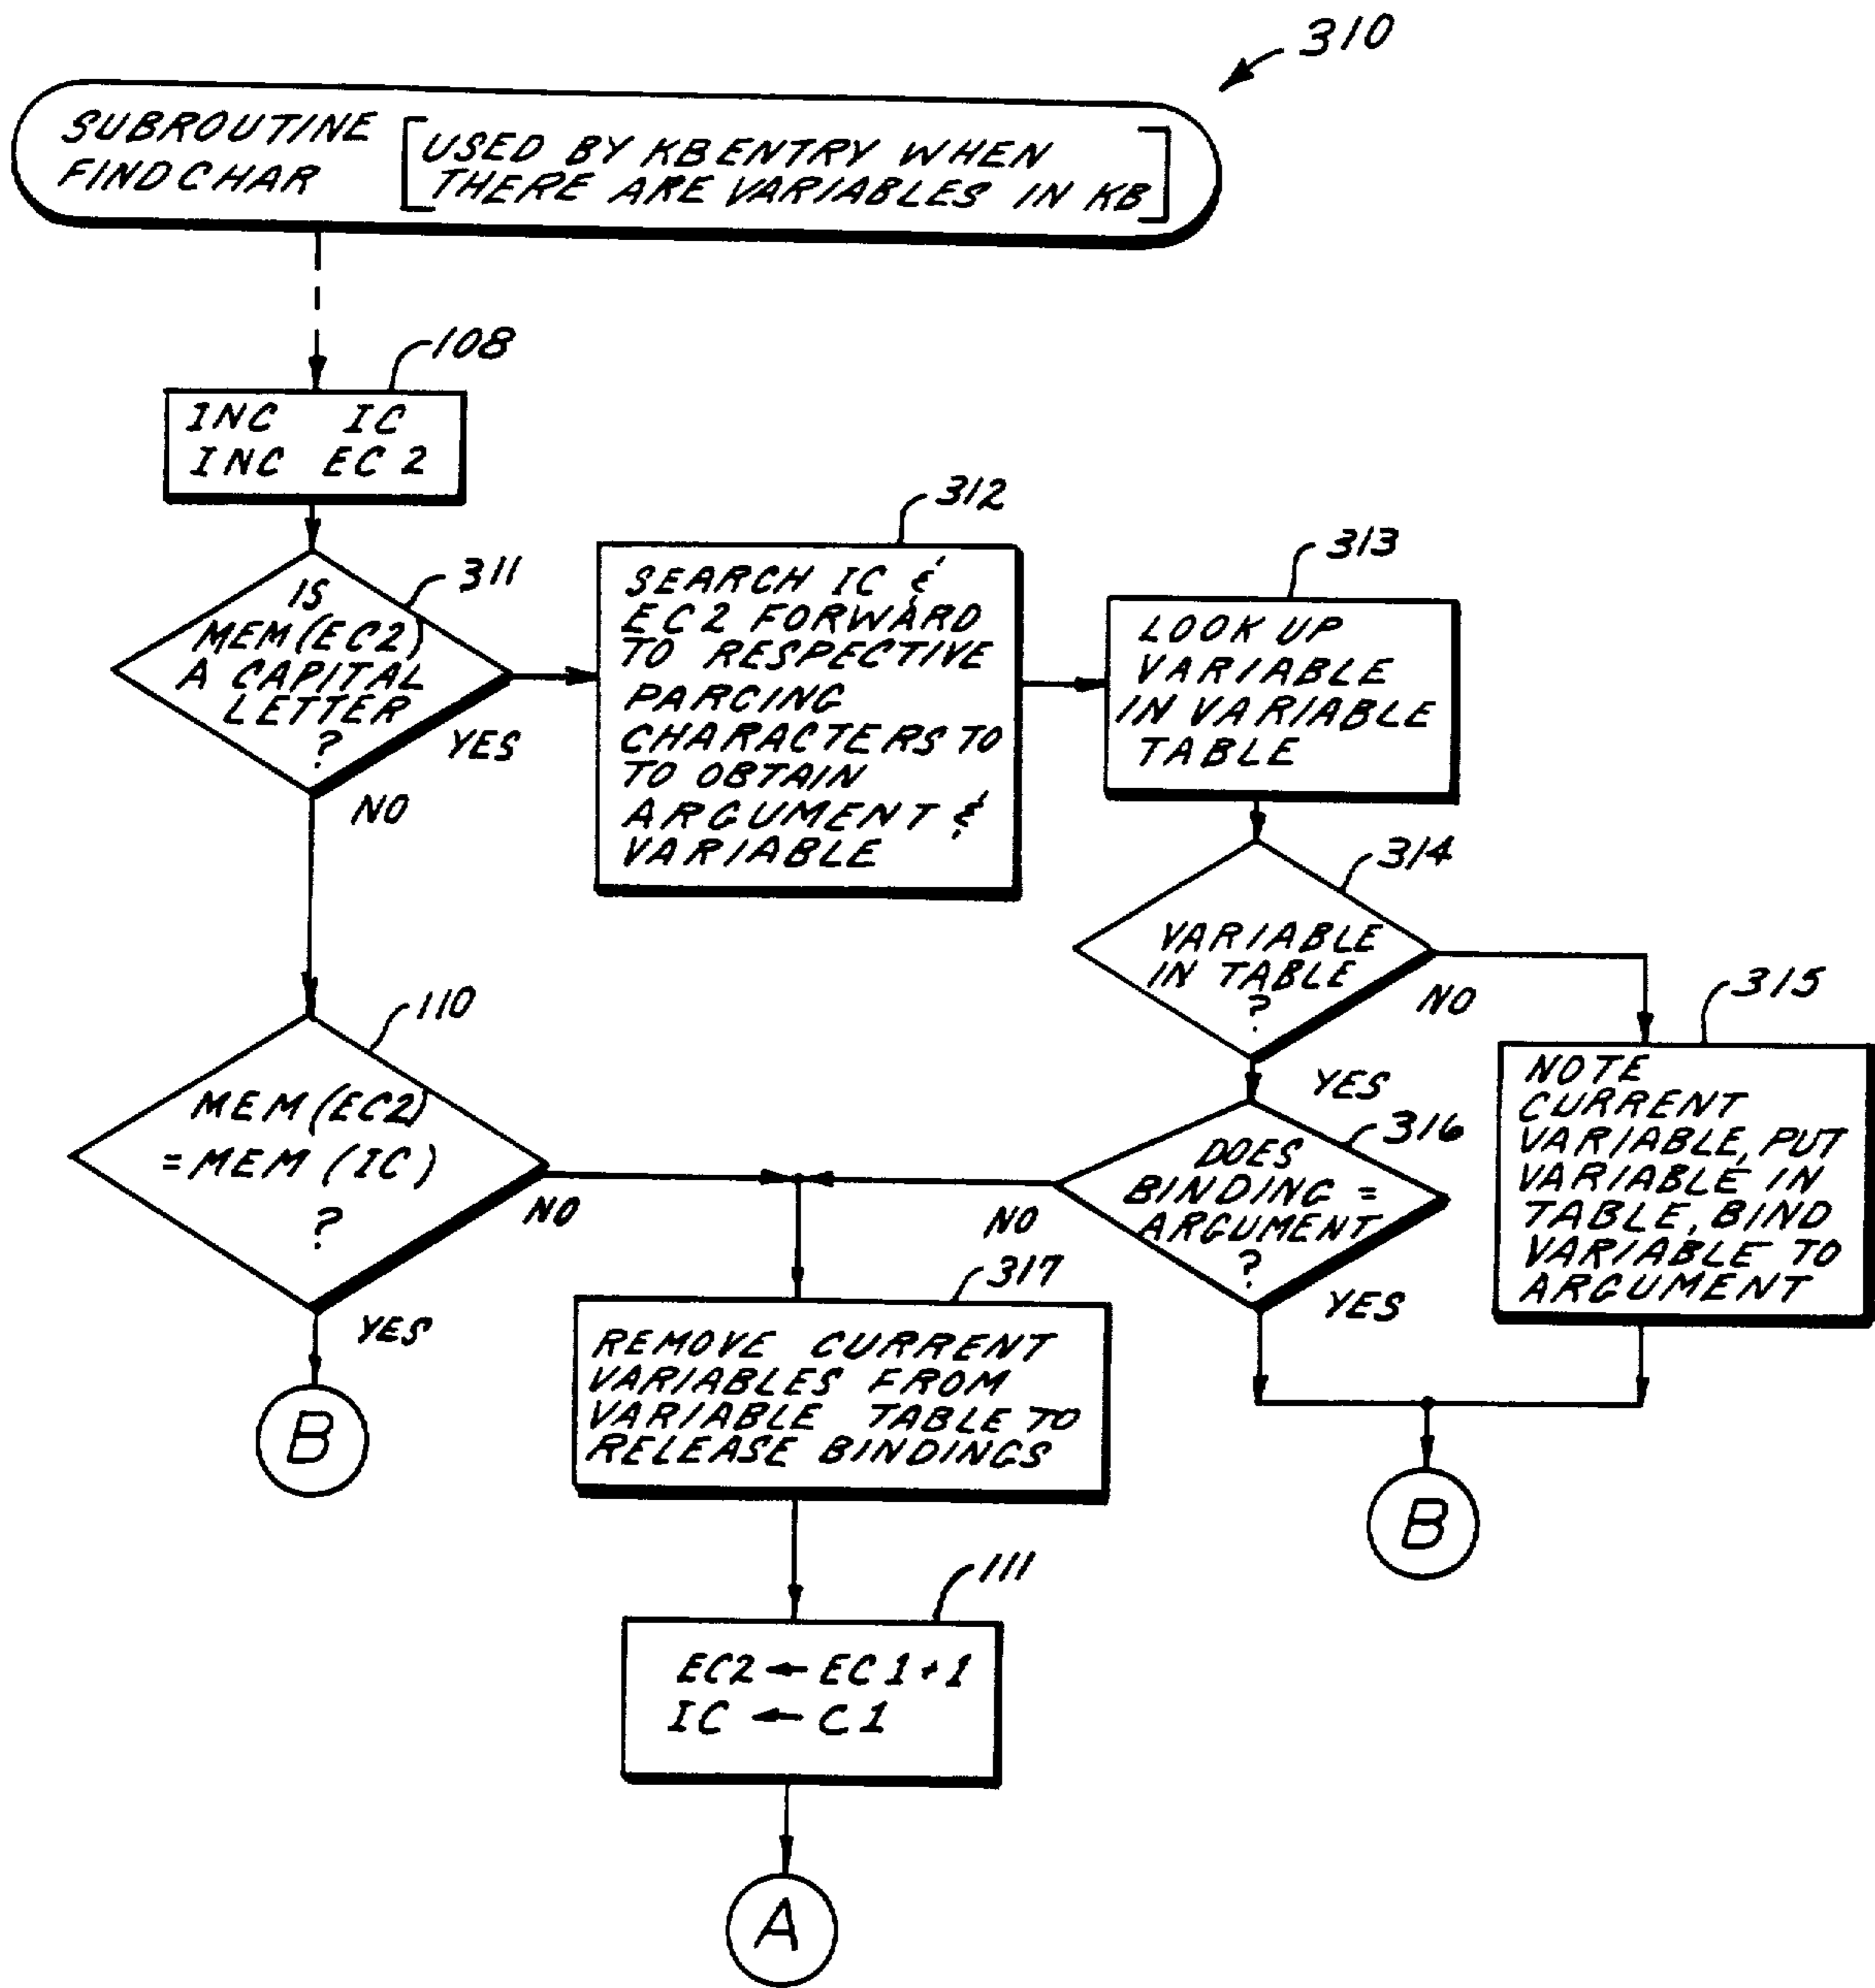 310
SUBROUTINE
FINDCHAR
[USED BY KB ENTRY WHEN
THERE ARE VARIABLES IN KB]
108
INC IC
INC EC2
311
IS
MEM(EC2)
A CAPITAL
LETTER
?
YES
NO
312
SEARCH IC &
EC2 FORWARD
TO RESPECTIVE
PARCING
CHARACTERS TO
TO OBTAIN
ARGUMENT &
VARIABLE
313
LOOK UP
VARIABLE
IN VARIABLE
TABLE
314
VARIABLE
IN TABLE
?
NO
YES
315
NOTE
CURRENT
VARIABLE, PUT
VARIABLE IN
TABLE, BIND
VARIABLE TO
ARGUMENT
110
MEM(EC2)
=MEM(IC)
?
NO
YES
B
316
DOES
BINDING =
ARGUMENT
?
NO
YES
317
REMOVE CURRENT
VARIABLES FROM
VARIABLE TABLE TO
RELEASE BINDINGS
B
111
EC2 ← EC1+1
IC ← C1
A